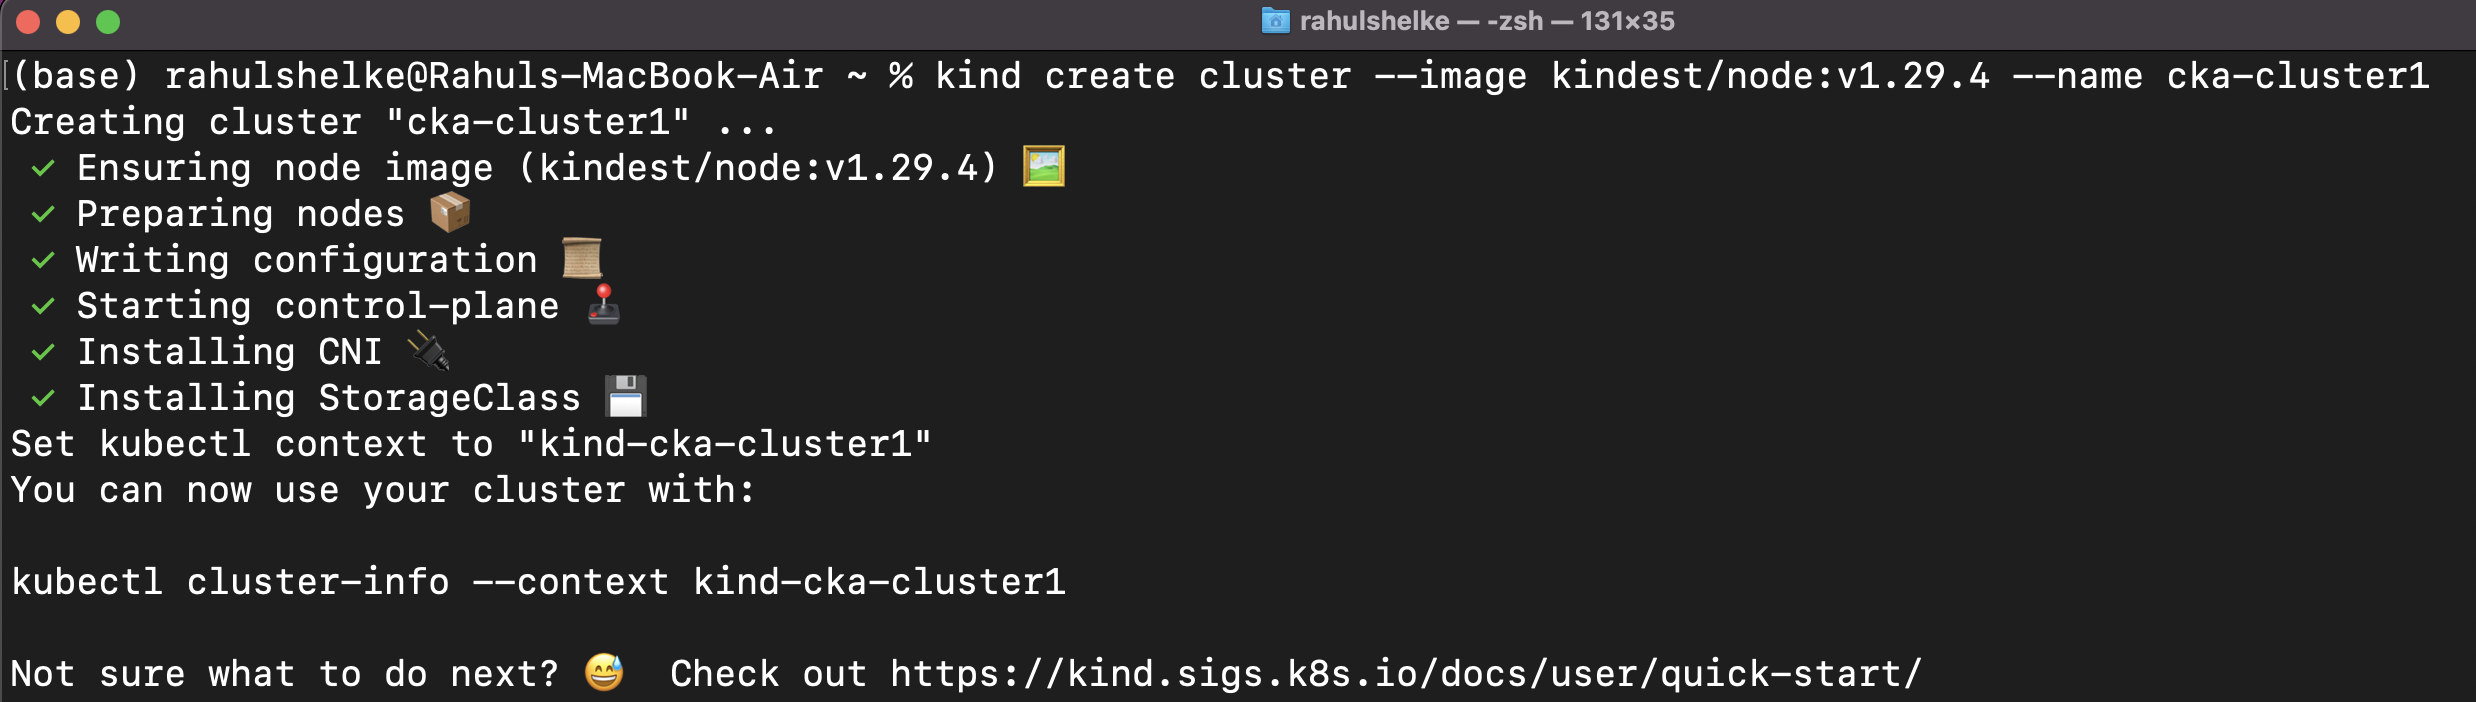 rahulshelke — -zsh — 131×35
(base) rahulshelke@Rahuls-MacBook-Air ~ % kind create cluster --image kindest/node:v1.29.4 --name cka-cluster1
Creating cluster "cka-cluster1" ...
✓ Ensuring node image (kindest/node:v1.29.4) 🖼
✓ Preparing nodes 📦
✓ Writing configuration 📜
✓ Starting control-plane 🕹️
✓ Installing CNI 🔌
✓ Installing StorageClass 💾
Set kubectl context to "kind-cka-cluster1"
You can now use your cluster with:
kubectl cluster-info --context kind-cka-cluster1
Not sure what to do next? 😅 Check out https://kind.sigs.k8s.io/docs/user/quick-start/